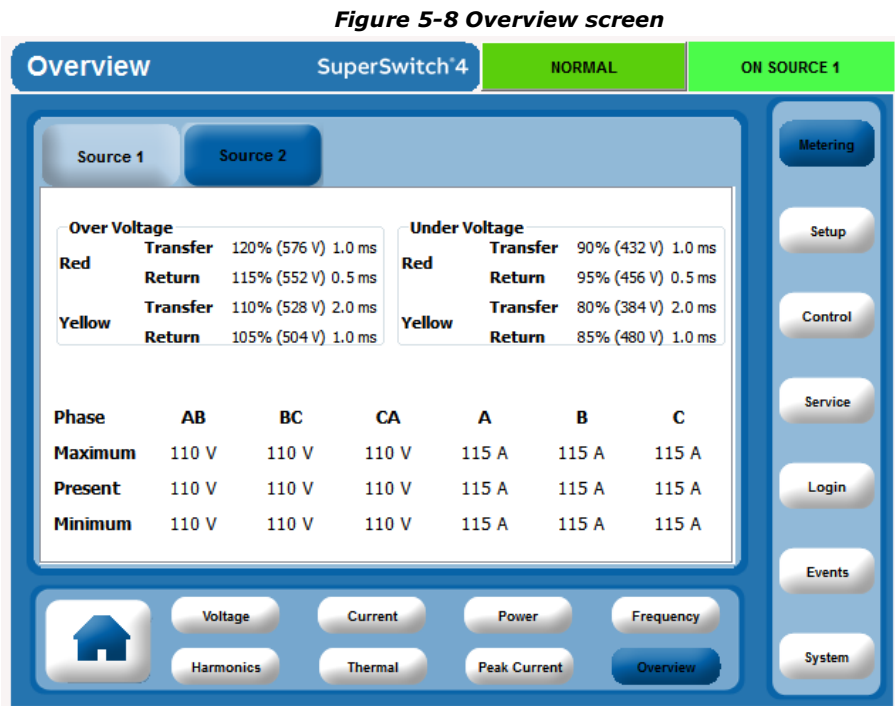 Figure 5-8 Overview screen
Overview SuperSwitch®4 NORMAL ON SOURCE 1
Source 1 Source 2
Over Voltage
Red Transfer 120% (576 V) 1.0 ms
Return 115% (552 V) 0.5 ms
Yellow Transfer 110% (528 V) 2.0 ms
Return 105% (504 V) 1.0 ms
Under Voltage
Red Transfer 90% (432 V) 1.0 ms
Return 95% (456 V) 0.5 ms
Yellow Transfer 80% (384 V) 2.0 ms
Return 85% (480 V) 1.0 ms
Phase AB BC CA A B C
Maximum 110 V 110 V 110 V 115 A 115 A 115 A
Present 110 V 110 V 110 V 115 A 115 A 115 A
Minimum 110 V 110 V 110 V 115 A 115 A 115 A
Metering
Setup
Control
Service
Login
Events
System
Voltage Current Power Frequency
Harmonics Thermal Peak Current Overview